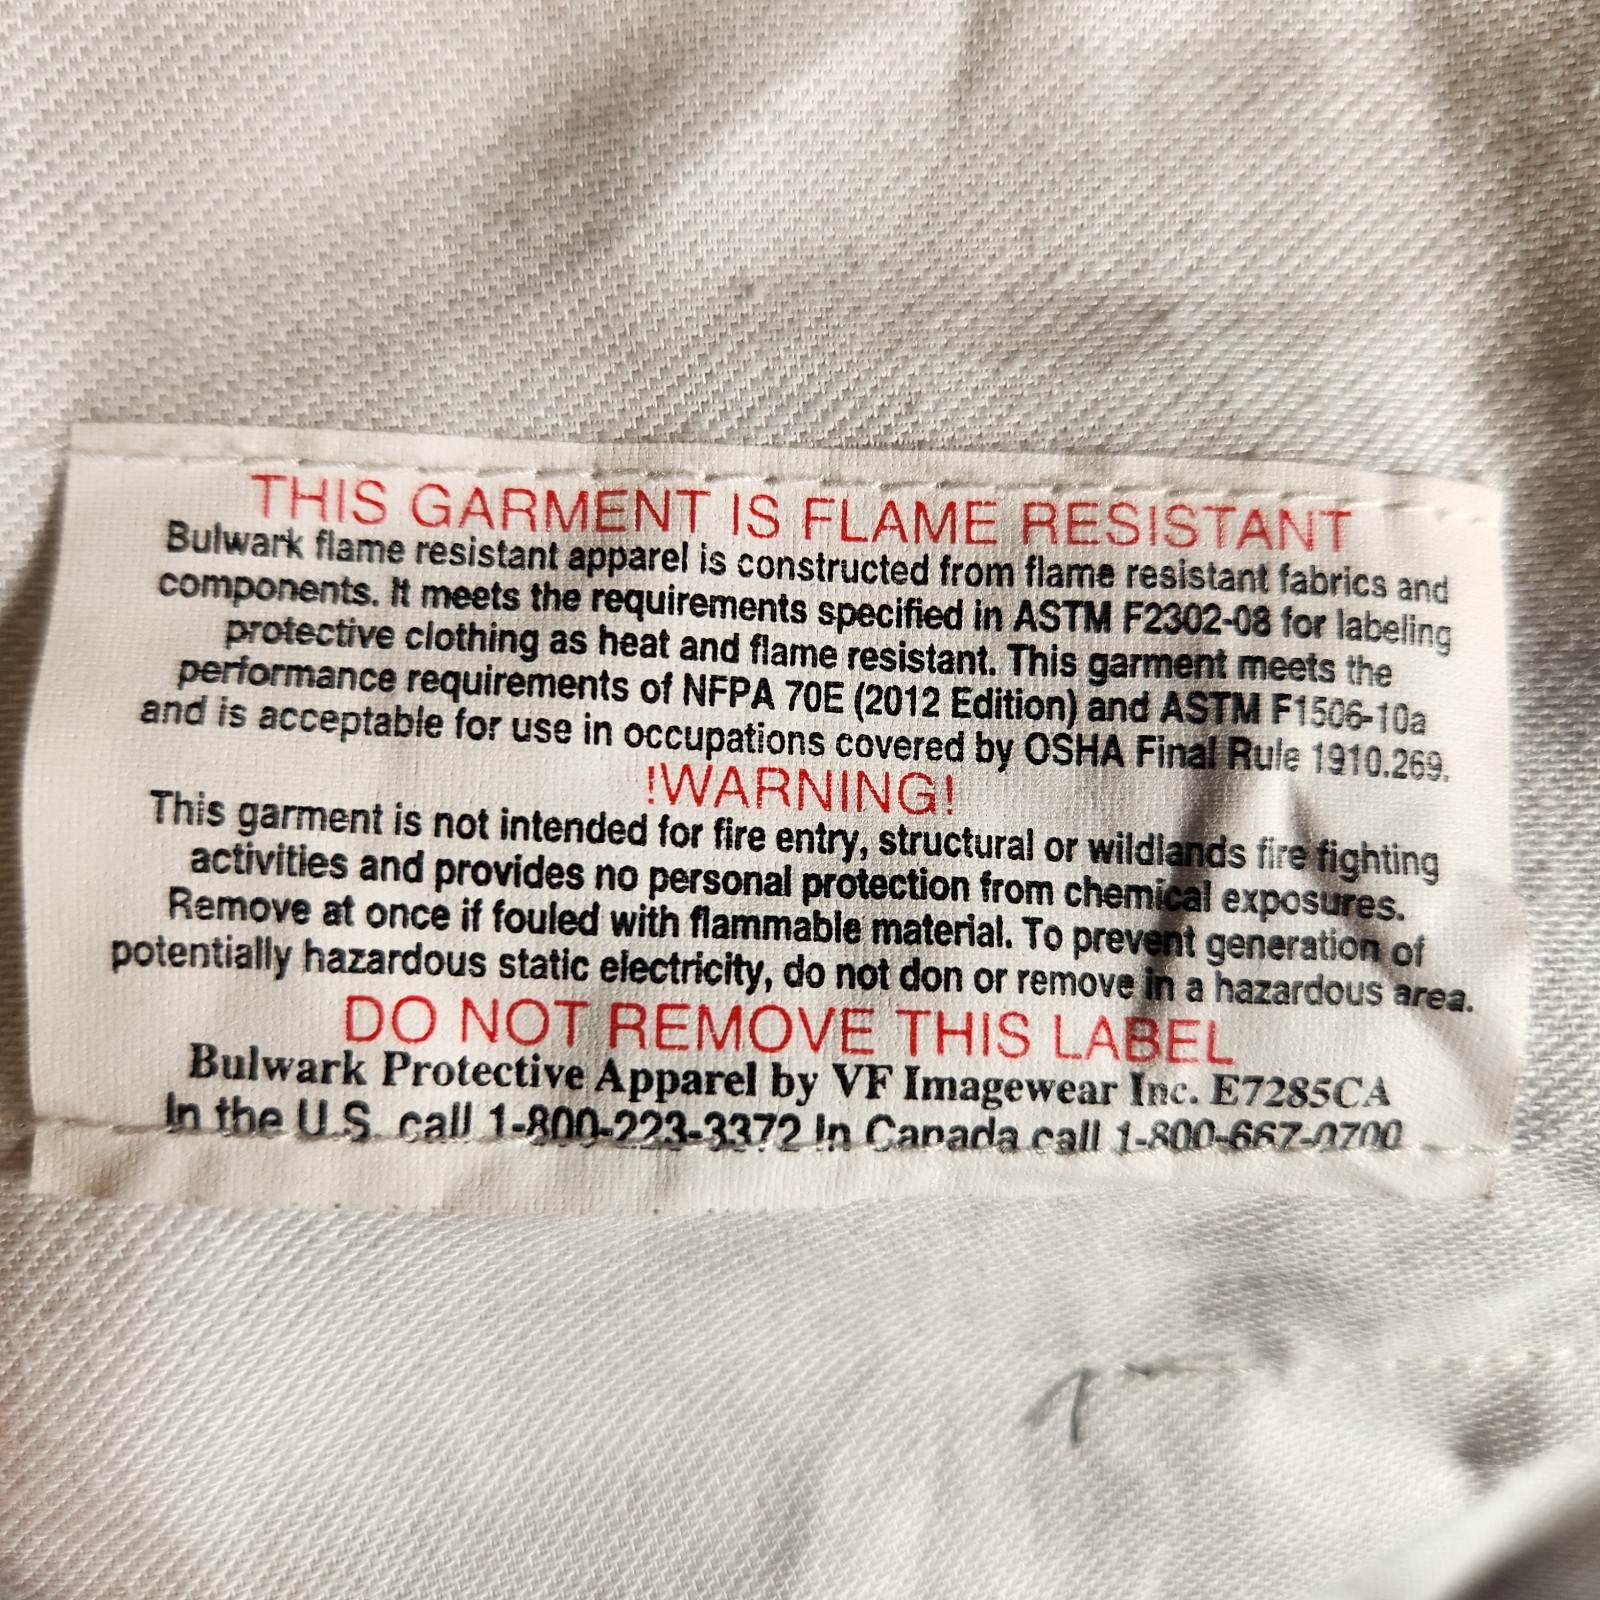 THIS GARMENT IS FLAME RESISTANT
Bulwark flame resistant apparel is constructed from flame resistant fabrics and
components. It meets the requirements specified in ASTM F2302-08 for labeling
protective clothing as heat and flame resistant. This garment meets the
performance requirements of NFPA 70E (2012 Edition) and ASTM F1506-10a
and is acceptable for use in occupations covered by OSHA Final Rule 1910.269.
!WARNING!
This garment is not intended for fire entry, structural or wildlands fire fighting
activities and provides no personal protection from chemical exposures.
Remove at once if fouled with flammable material. To prevent generation of
potentially hazardous static electricity, do not don or remove in a hazardous area.
DO NOT REMOVE THIS LABEL
Bulwark Protective Apparel by VF Imagewear Inc. E7285CA
In the U.S. call 1-800-223-3372 In Canada call 1-800-667-0700